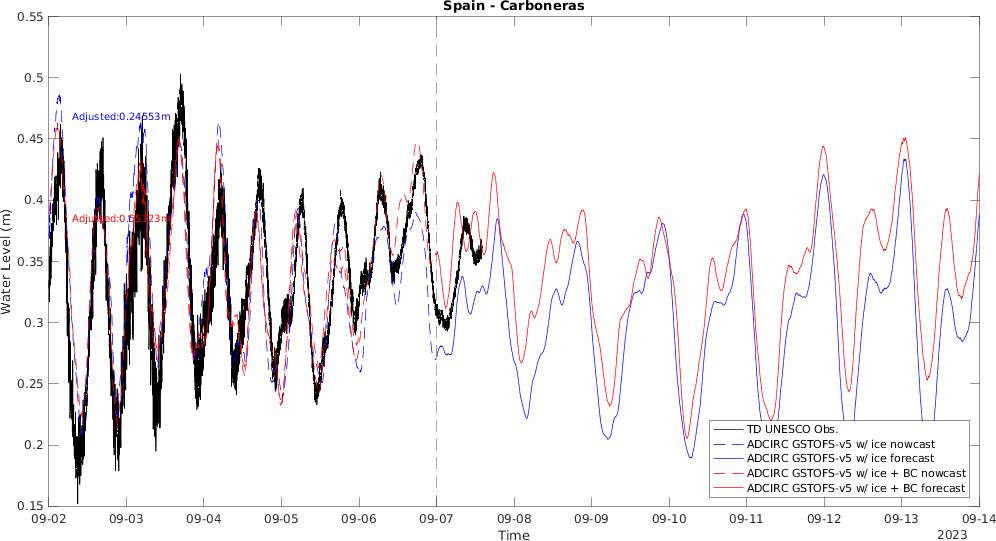 Spain - Carboneras
0.55
0.5
0.45
0.4
0.35
0.3
0.25
0.2
0.15
Water Level (m)
Adjusted:0.24553m
09-02
09-03
09-04
09-05
09-06
09-07
09-08
09-09
09-10
09-11
09-12
09-13
09-14
Time
2023
TD UNESCO Obs.
ADCIRC GSTOFS-v5 w/ ice nowcast
ADCIRC GSTOFS-v5 w/ ice forecast
ADCIRC GSTOFS-v5 w/ ice + BC nowcast
ADCIRC GSTOFS-v5 w/ ice + BC forecast